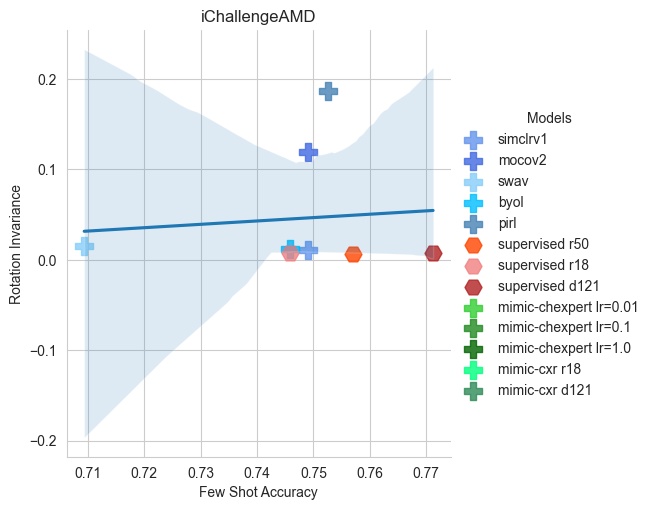 iChallengeAMD
Rotation Invariance
0.2
0.1
0.0
−0.1
−0.2
0.71 0.72 0.73 0.74 0.75 0.76 0.77
Few Shot Accuracy
Models
simclrv1
mocov2
swav
byol
pirl
supervised r50
supervised r18
supervised d121
mimic-chexpert lr=0.01
mimic-chexpert lr=0.1
mimic-chexpert lr=1.0
mimic-cxr r18
mimic-cxr d121